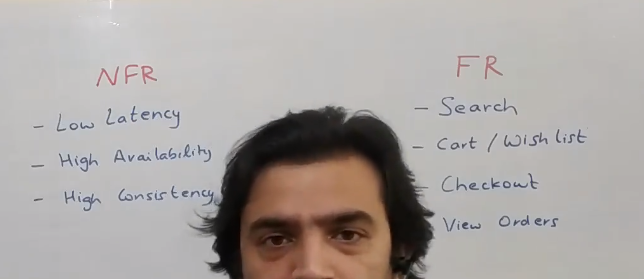 NFR
- Low Latency
- High Availability
- High Consistency
FR
- Search
- Cart / Wish list
- Checkout
View Orders